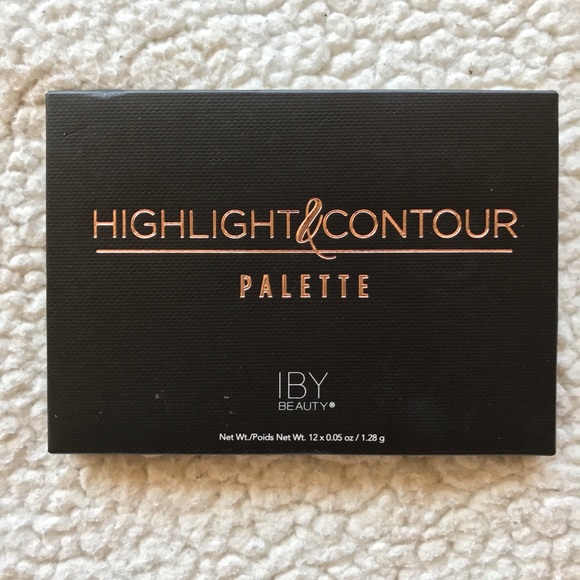 HIGHLIGHT&CONTOUR
PALETTE
IBY
BEAUTY®
Net Wt./Poids Net Wt. 12 x 0.05 oz / 1.28 g